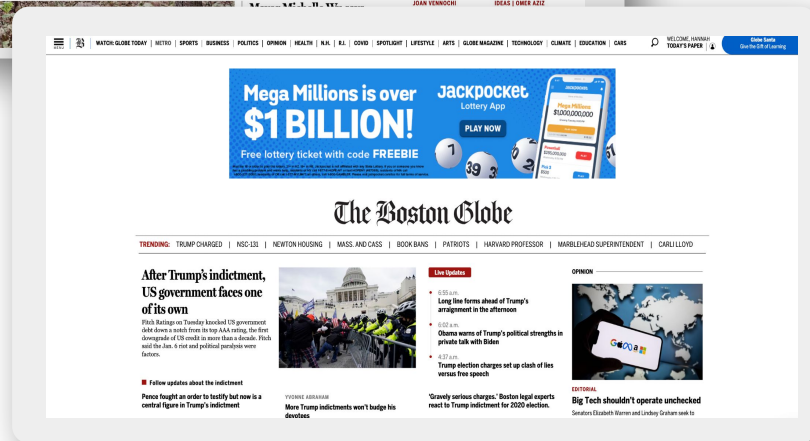 JOAN VENNOCHI
IDEAS | OMER AZIZ
MENU
B
WATCH: GLOBE TODAY | METRO | SPORTS | BUSINESS | POLITICS | OPINION | HEALTH | N.H. | R.I. | COVID | SPOTLIGHT | LIFESTYLE | ARTS | GLOBE MAGAZINE | TECHNOLOGY | CLIMATE | EDUCATION | CARS
WELCOME, HANNAH
TODAY'S PAPER
Globe Santa
Give the Gift of Learning
Mega Millions is over
$1 BILLION!
Free lottery ticket with code FREEBIE
JACKPOCKET
Lottery App
PLAY NOW
7
39
3
Mega Millions
$1,000,000,000
Powerball
The Boston Globe
TRENDING: TRUMP CHARGED | NSC-131 | NEWTON HOUSING | MASS. AND CASS | BOOK BANS | PATRIOTS | HARVARD PROFESSOR | MARBLEHEAD SUPERINTENDENT | CARLI LLOYD
After Trump's indictment,
US government faces one
of its own
Fitch Ratings on Tuesday knocked US government
debt down a notch from its top AAA rating, the first
downgrade of US credit in more than a decade. Fitch
said the Jan. 6 riot and political paralysis were
factors.
Follow updates about the indictment
Pence fought an order to testify but now is a
central figure in Trump's indictment
YVONNE ABRAHAM
More Trump indictments won't budge his
devotees
Live Updates
5:55 a.m.
Long line forms ahead of Trump's
arraignment in the afternoon
6:02 a.m.
Obama warns of Trump's political strengths in
private talk with Biden
4:37 a.m.
Trump election charges set up clash of lies
versus free speech
'Gravely serious charges.' Boston legal experts
react to Trump indictment for 2020 election.
OPINION
EDITORIAL
Big Tech shouldn't operate unchecked
Senators Elizabeth Warren and Lindsey Graham seek to